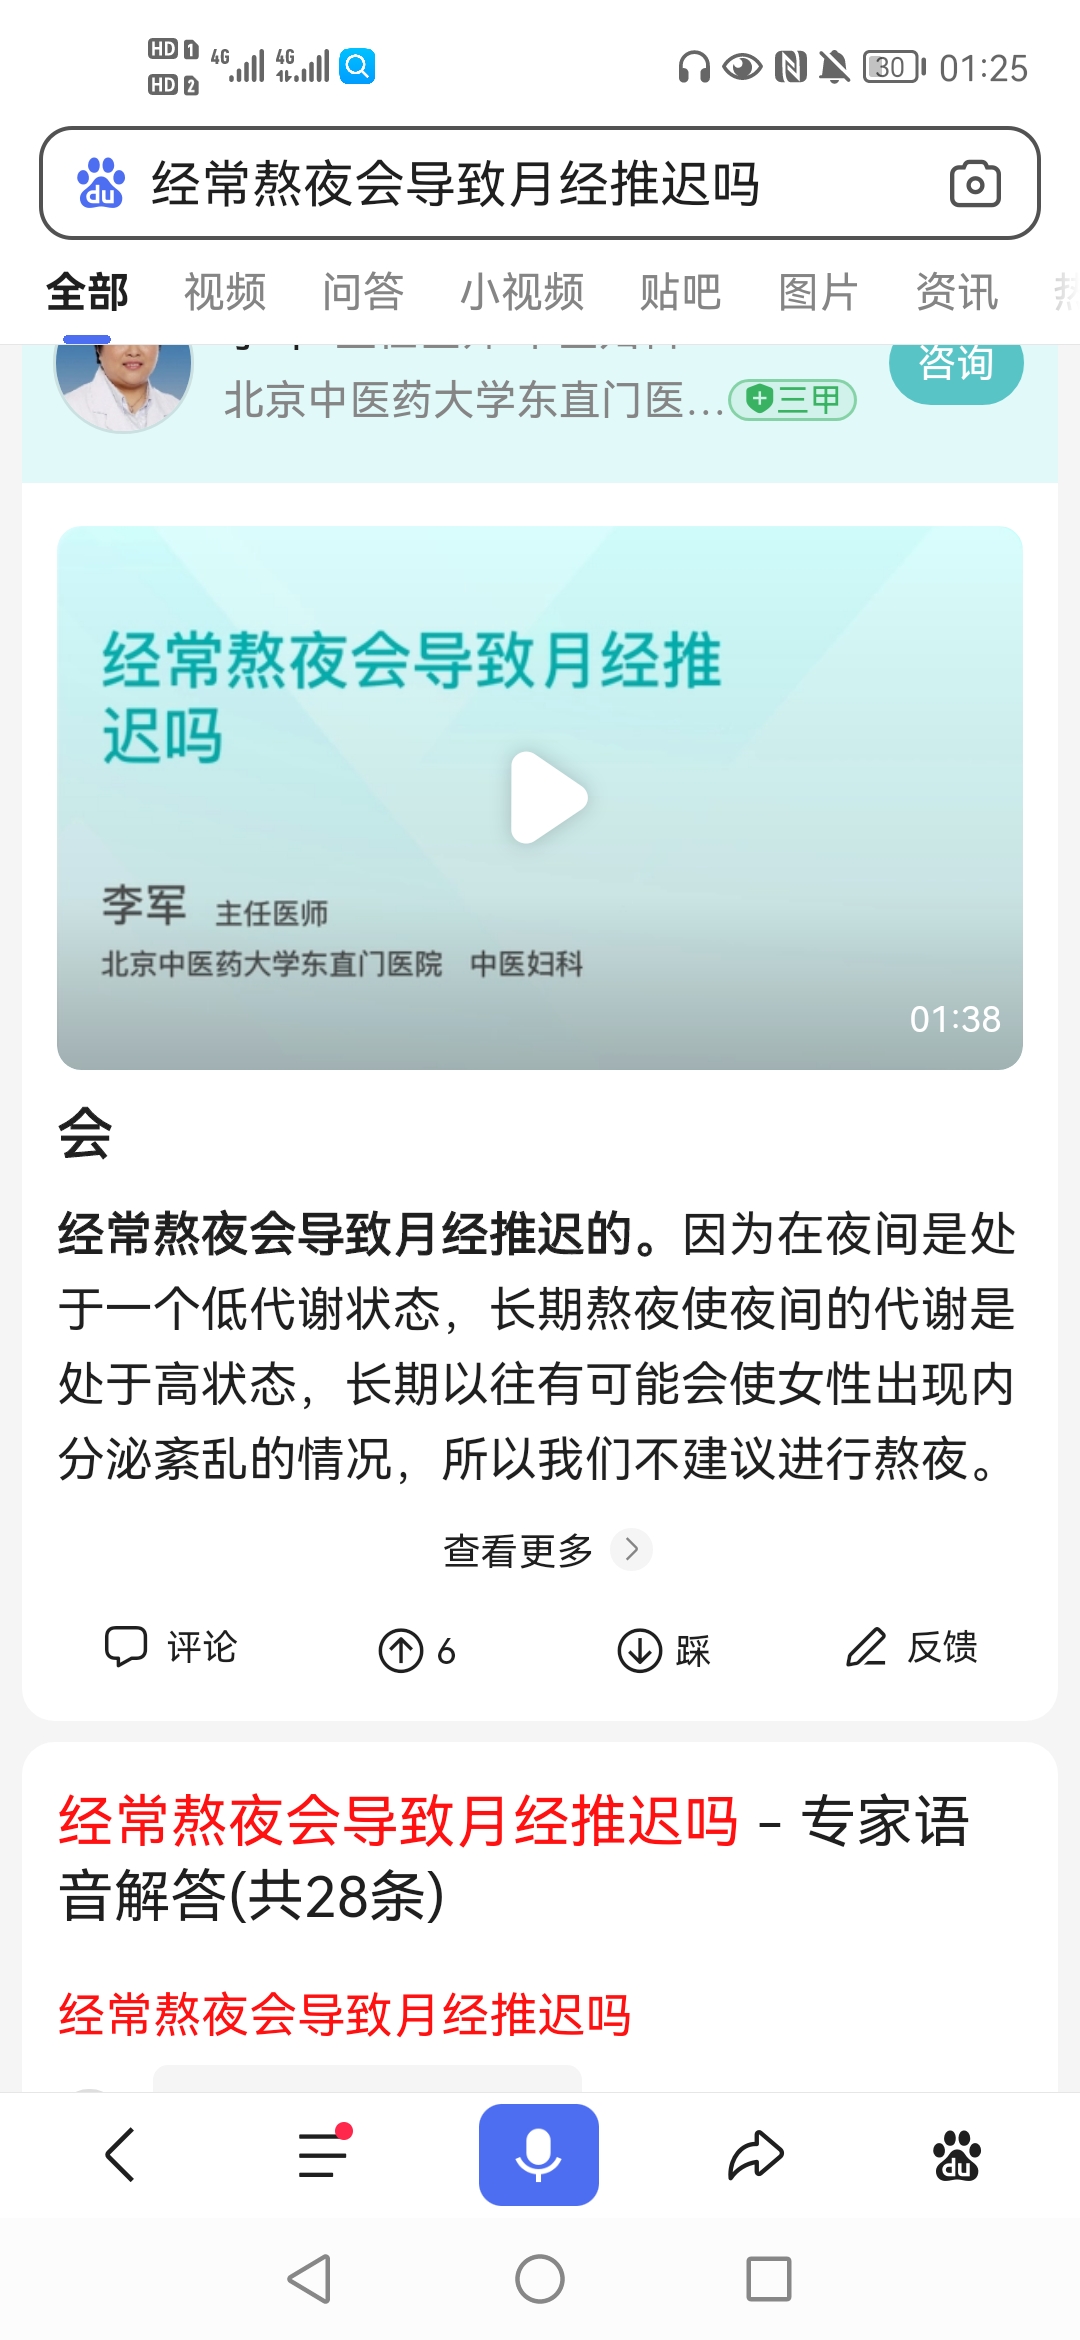 HD 1 4G 4G 30 01:25
HD 2
du 经常熬夜会导致月经推迟吗
全部 视频 问答 小视频 贴吧 图片 资讯
咨询
北京中医药大学东直门医... 三甲
经常熬夜会导致月经推
迟吗
李军 主任医师
北京中医药大学东直门医院 中医妇科
01:38
会
经常熬夜会导致月经推迟的。因为在夜间是处
于一个低代谢状态，长期熬夜使夜间的代谢是
处于高状态，长期以往有可能会使女性出现内
分泌紊乱的情况，所以我们不建议进行熬夜。
查看更多
评论 6 踩 反馈
经常熬夜会导致月经推迟吗 - 专家语
音解答(共28条)
经常熬夜会导致月经推迟吗
du